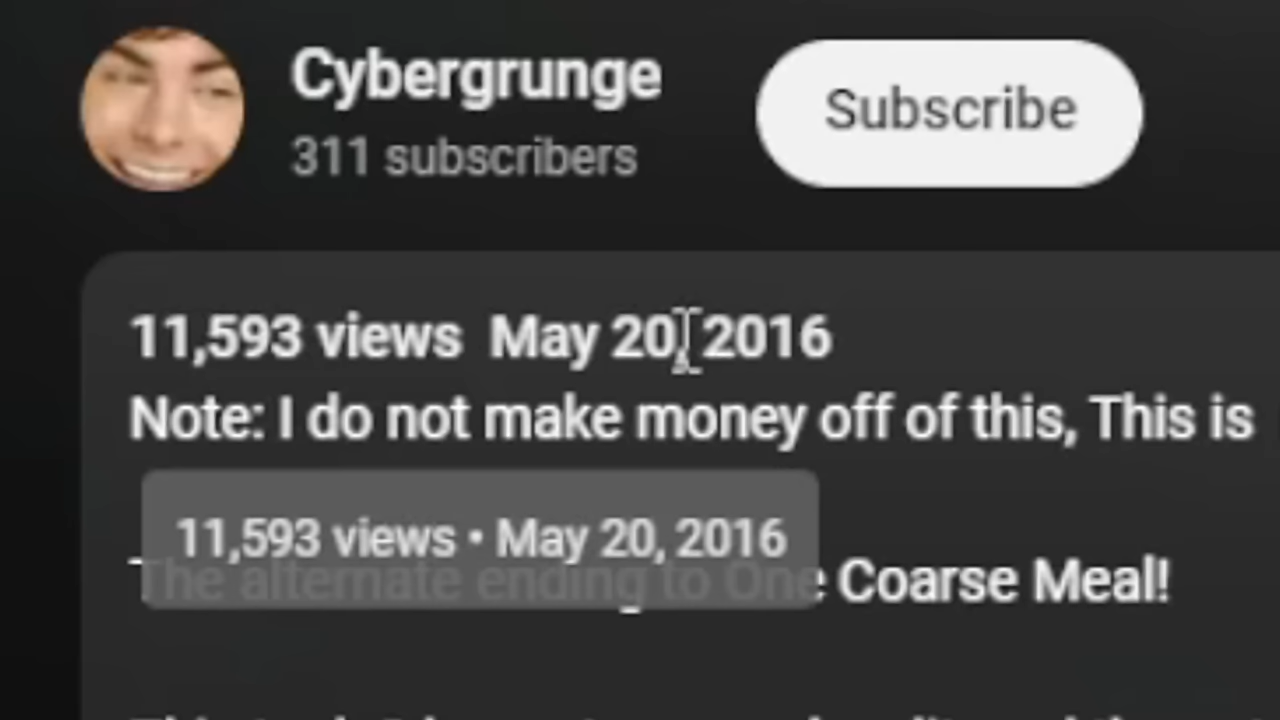 Cybergrunge
311 subscribers
Subscribe
11,593 views May 20, 2016
Note: I do not make money off of this, This is
11,593 views • May 20, 2016
The alternate ending to One Coarse Meal!